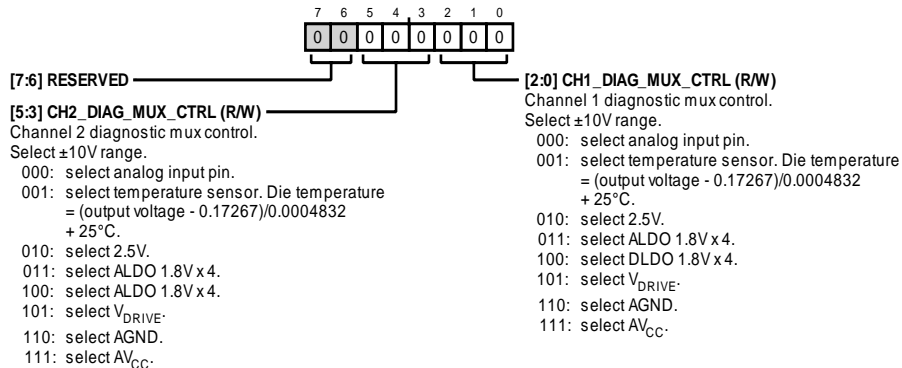 7 6 5 4 3 2 1 0
0 0 0 0 0 0 0 0
[7:6] RESERVED
[5:3] CH2_DIAG_MUX_CTRL (R/W)
Channel 2 diagnostic mux control.
Select ±10V range.
000: select analog input pin.
001: select temperature sensor. Die temperature
= (output voltage - 0.17267)/0.0004832
+ 25°C.
010: select 2.5V.
011: select ALDO 1.8V x 4.
100: select ALDO 1.8V x 4.
101: select VDRIVE.
110: select AGND.
111: select AVCC.
[2:0] CH1_DIAG_MUX_CTRL (R/W)
Channel 1 diagnostic mux control.
Select ±10V range.
000: select analog input pin.
001: select temperature sensor. Die temperature
= (output voltage - 0.17267)/0.0004832
+ 25°C.
010: select 2.5V.
011: select ALDO 1.8V x 4.
100: select DLDO 1.8V x 4.
101: select VDRIVE.
110: select AGND.
111: select AVCC.